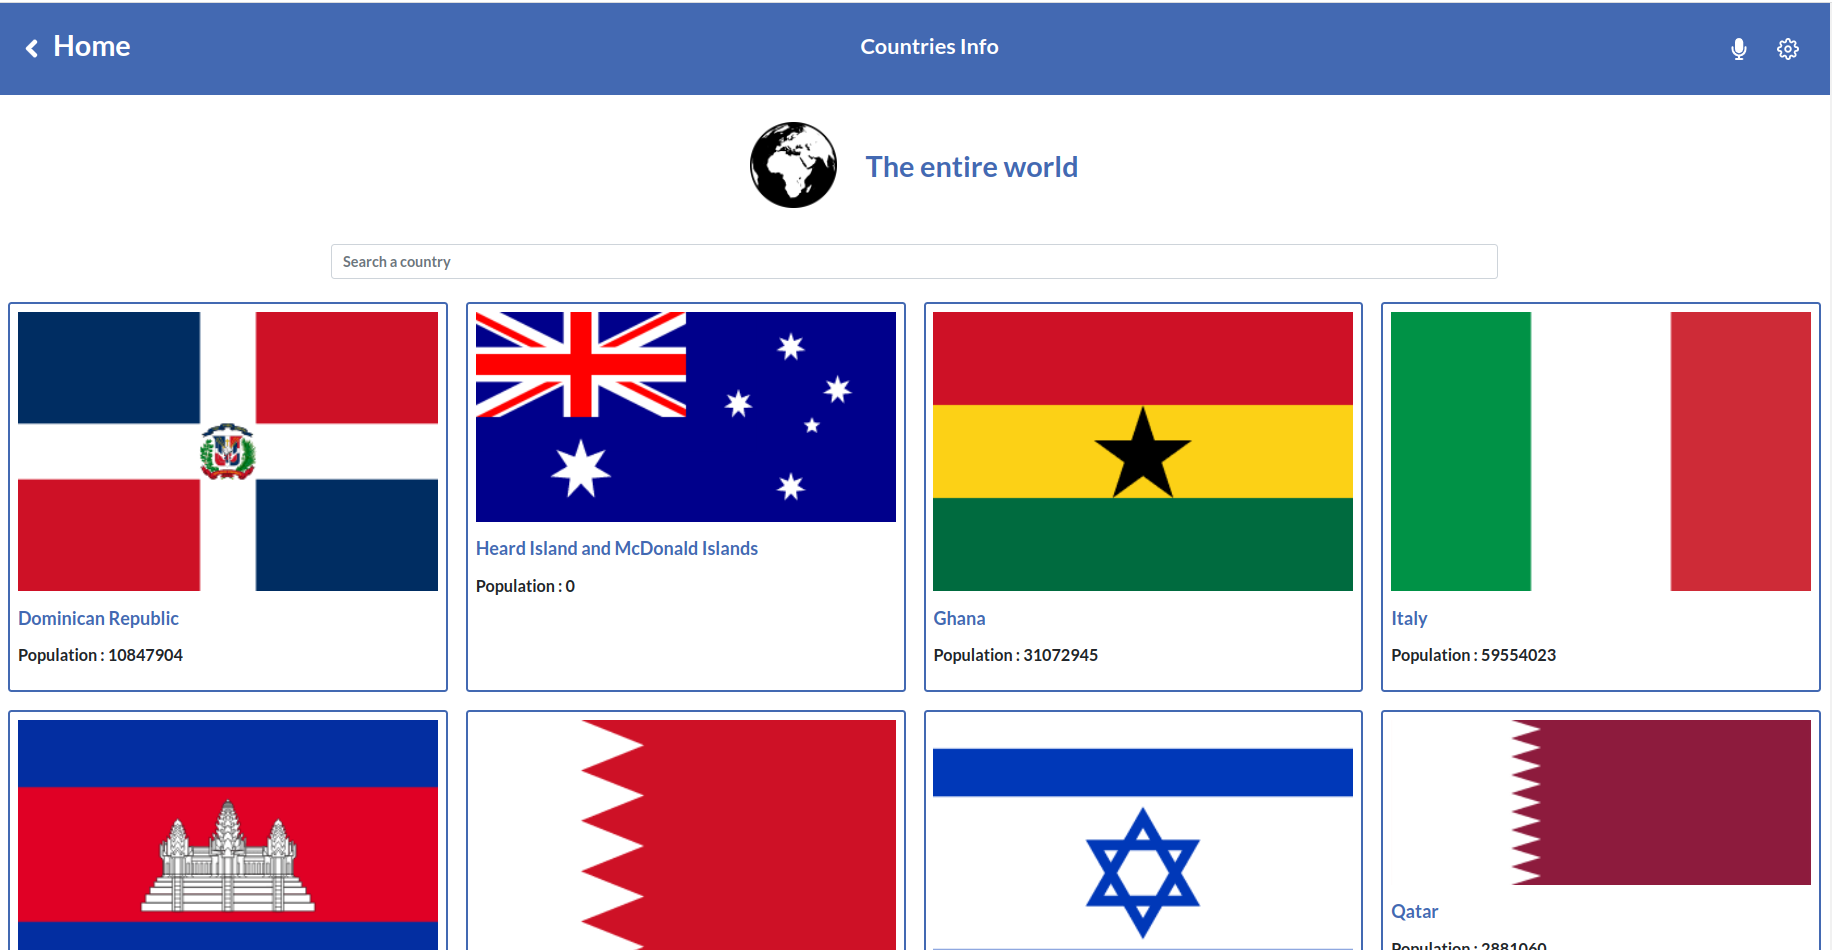 Home
Countries Info
The entire world
Search a country
Dominican Republic
Population : 10847904
Heard Island and McDonald Islands
Population : 0
Ghana
Population : 31072945
Italy
Population : 59554023
Qatar
Population : 2881060